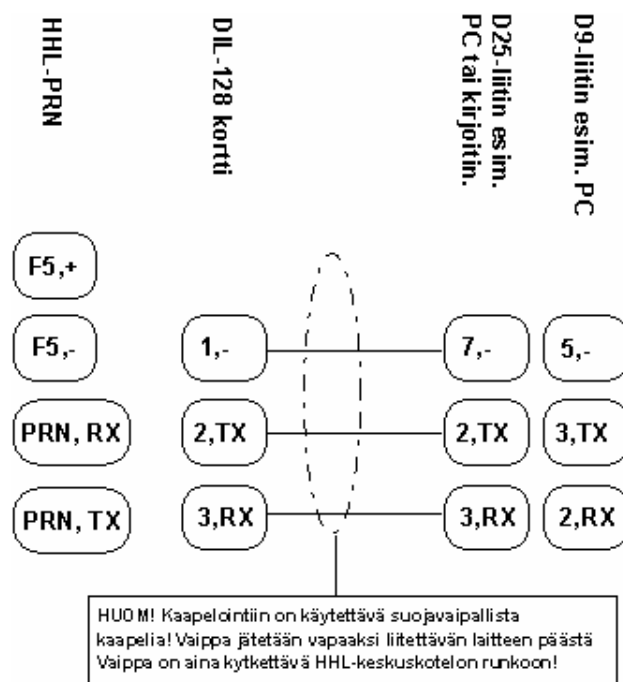 HHL-PRN
DIL-128 kortti
D25-liitin esim.
PC tai kirjoitin.
D9-liitin esim. PC
F5,+
F5,-
1,-
7,-
5,-
PRN, RX
2,TX
2,TX
3,TX
PRN, TX
3,RX
3,RX
2,RX
HUOM! Kaapelointiin on käytettävä suojavaipallista
kaapelia! Vaippa jätetään vapaaksi liitettävän laitteen päästä
Vaippa on aina kytkettävä HHL-keskuskotelon runkoon!